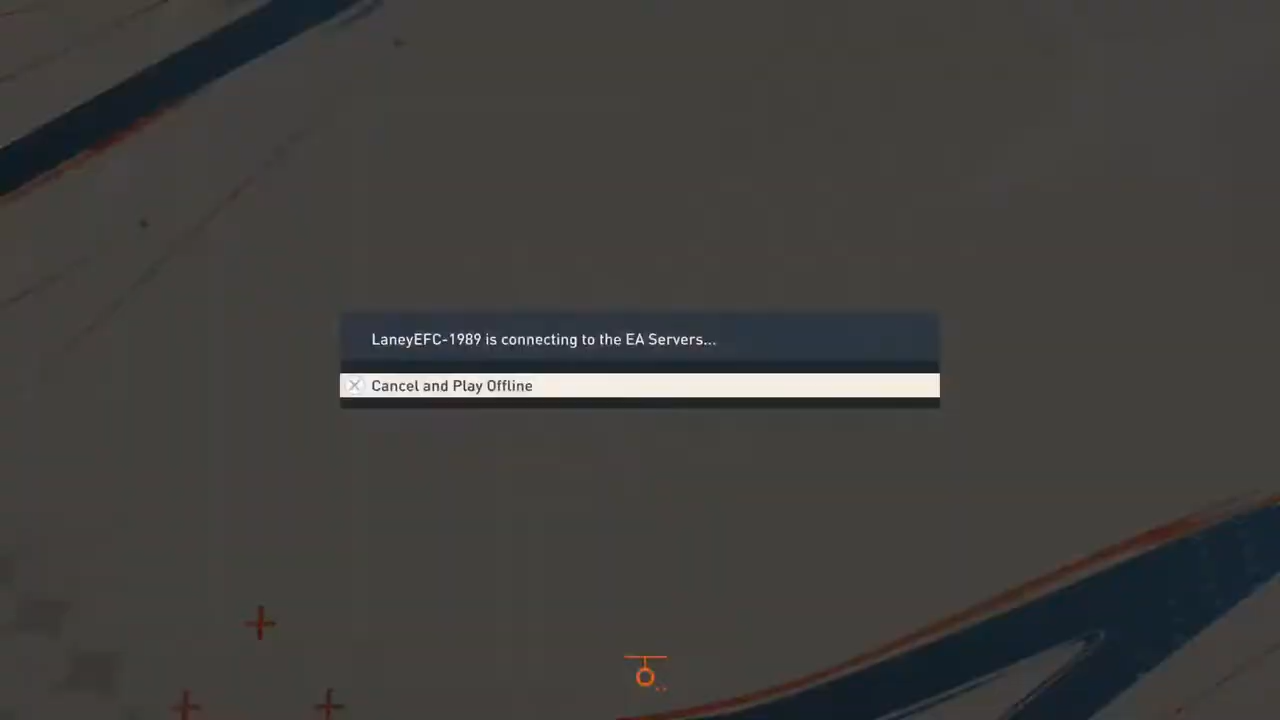 LaneyEFC-1989 is connecting to the EA Servers...
Cancel and Play Offline